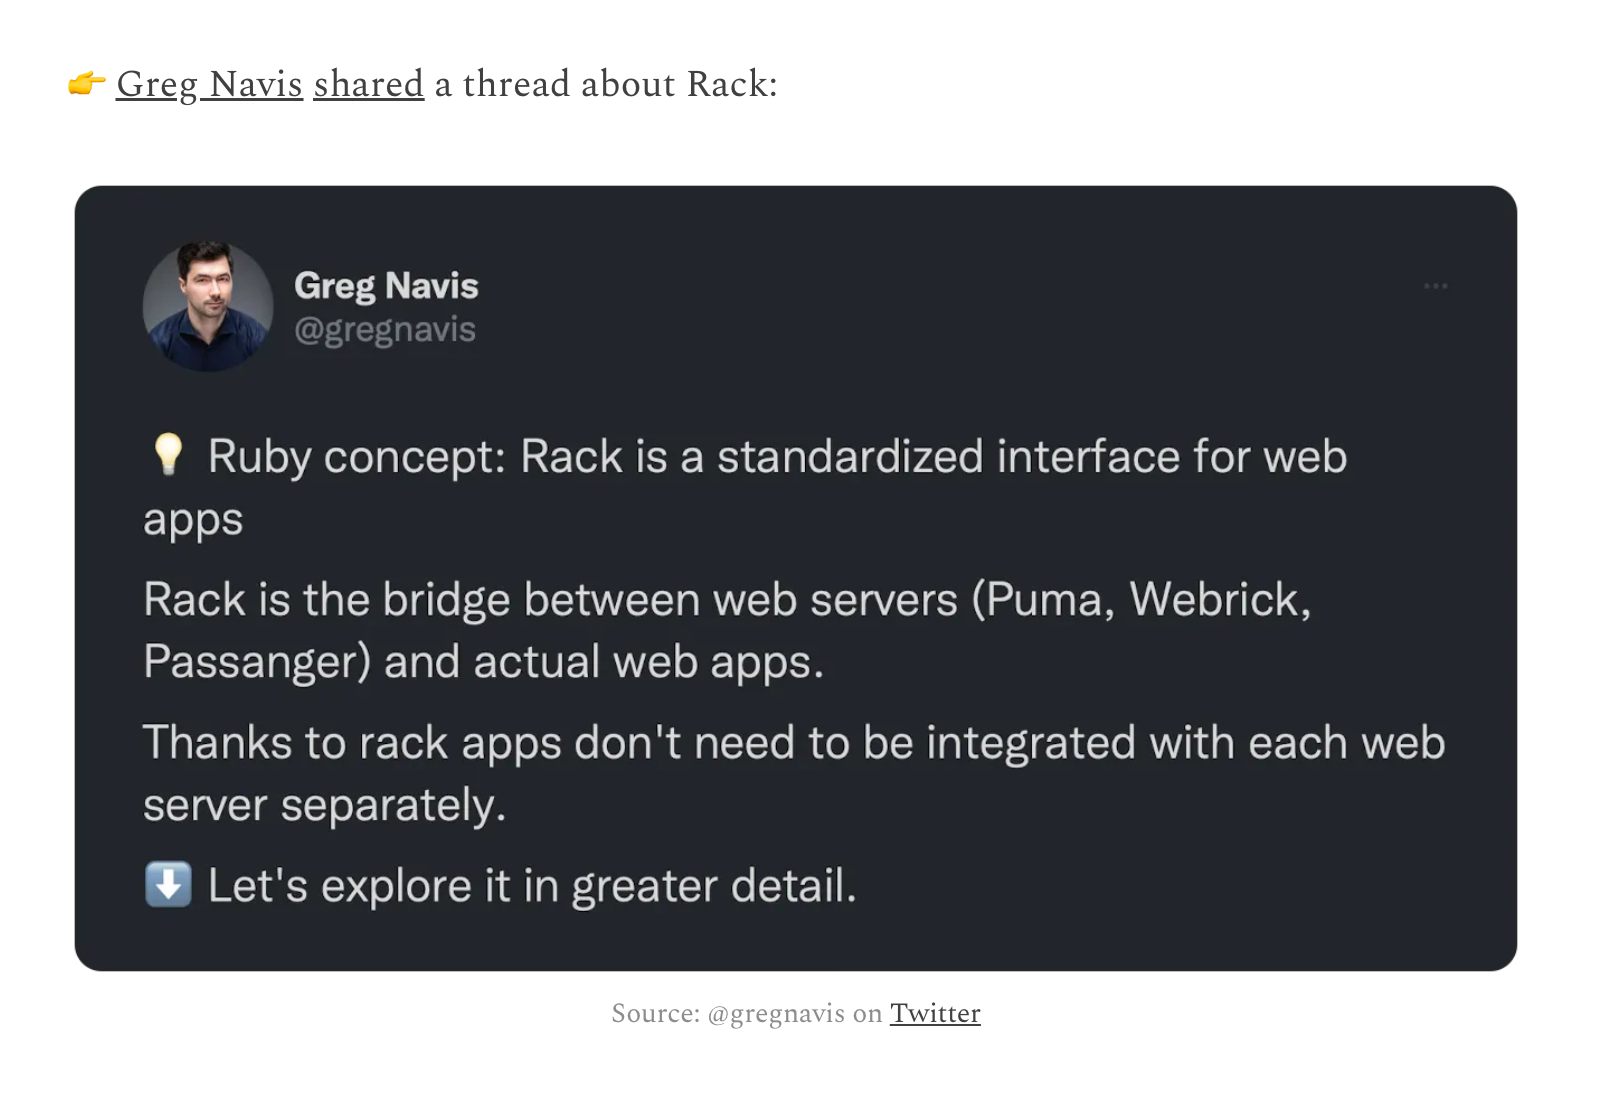 👉 Greg Navis shared a thread about Rack:
Greg Navis
@gregnavis
💡 Ruby concept: Rack is a standardized interface for web
apps
Rack is the bridge between web servers (Puma, Webrick,
Passanger) and actual web apps.
Thanks to rack apps don't need to be integrated with each web
server separately.
⬇️ Let's explore it in greater detail.
Source: @gregnavis on Twitter